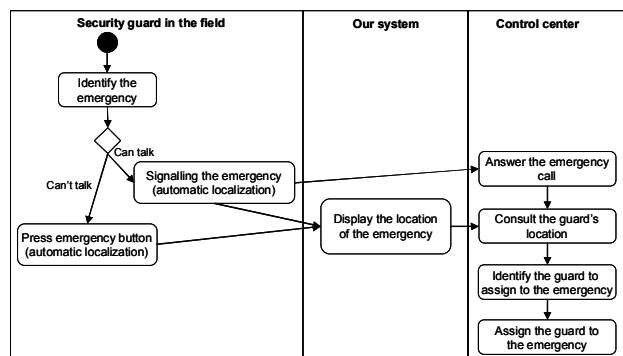 Security guard in the field
Our system
Control center
Identify the
emergency
Can talk
Can't talk
Signalling the emergency
(automatic localization)
Answer the emergency
call
Press emergency button
(automatic localization)
Display the location
of the emergency
Consult the guard's
location
Identify the guard to
assign to the emergency
Assign the guard to
the emergency